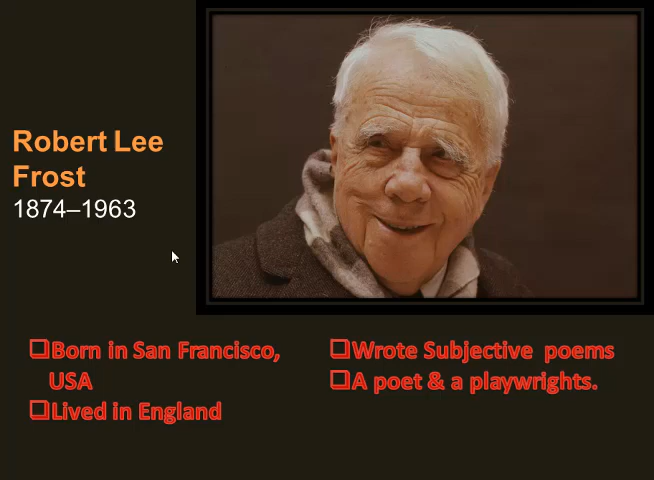 Robert Lee
Frost
1874–1963
❑Born in San Francisco,
USA
❑Lived in England
❑Wrote Subjective poems
❑A poet & a playwrights.